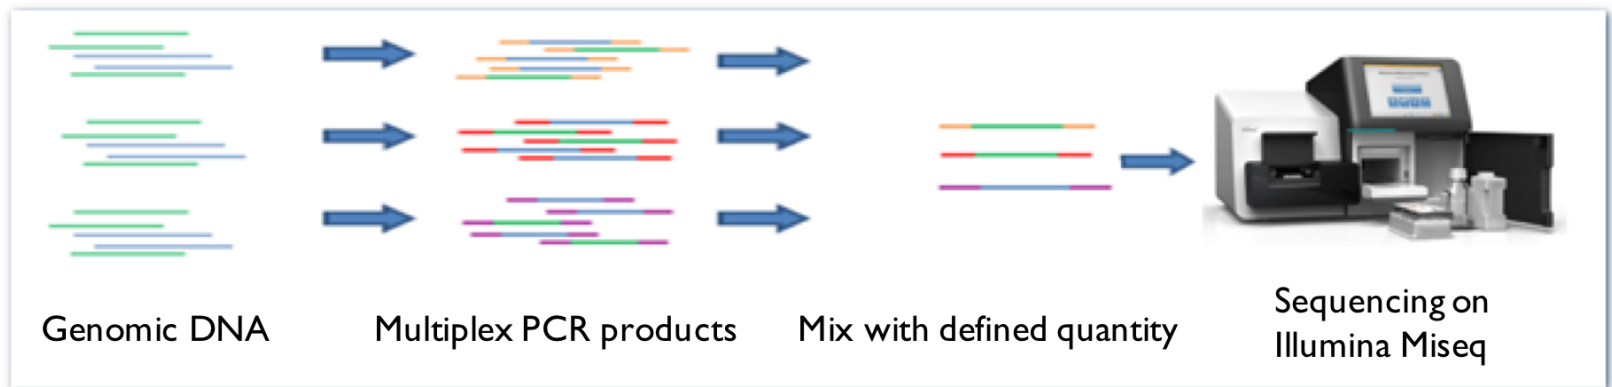 Genomic DNA
Multiplex PCR products
Mix with defined quantity
Sequencing on
Illumina Miseq